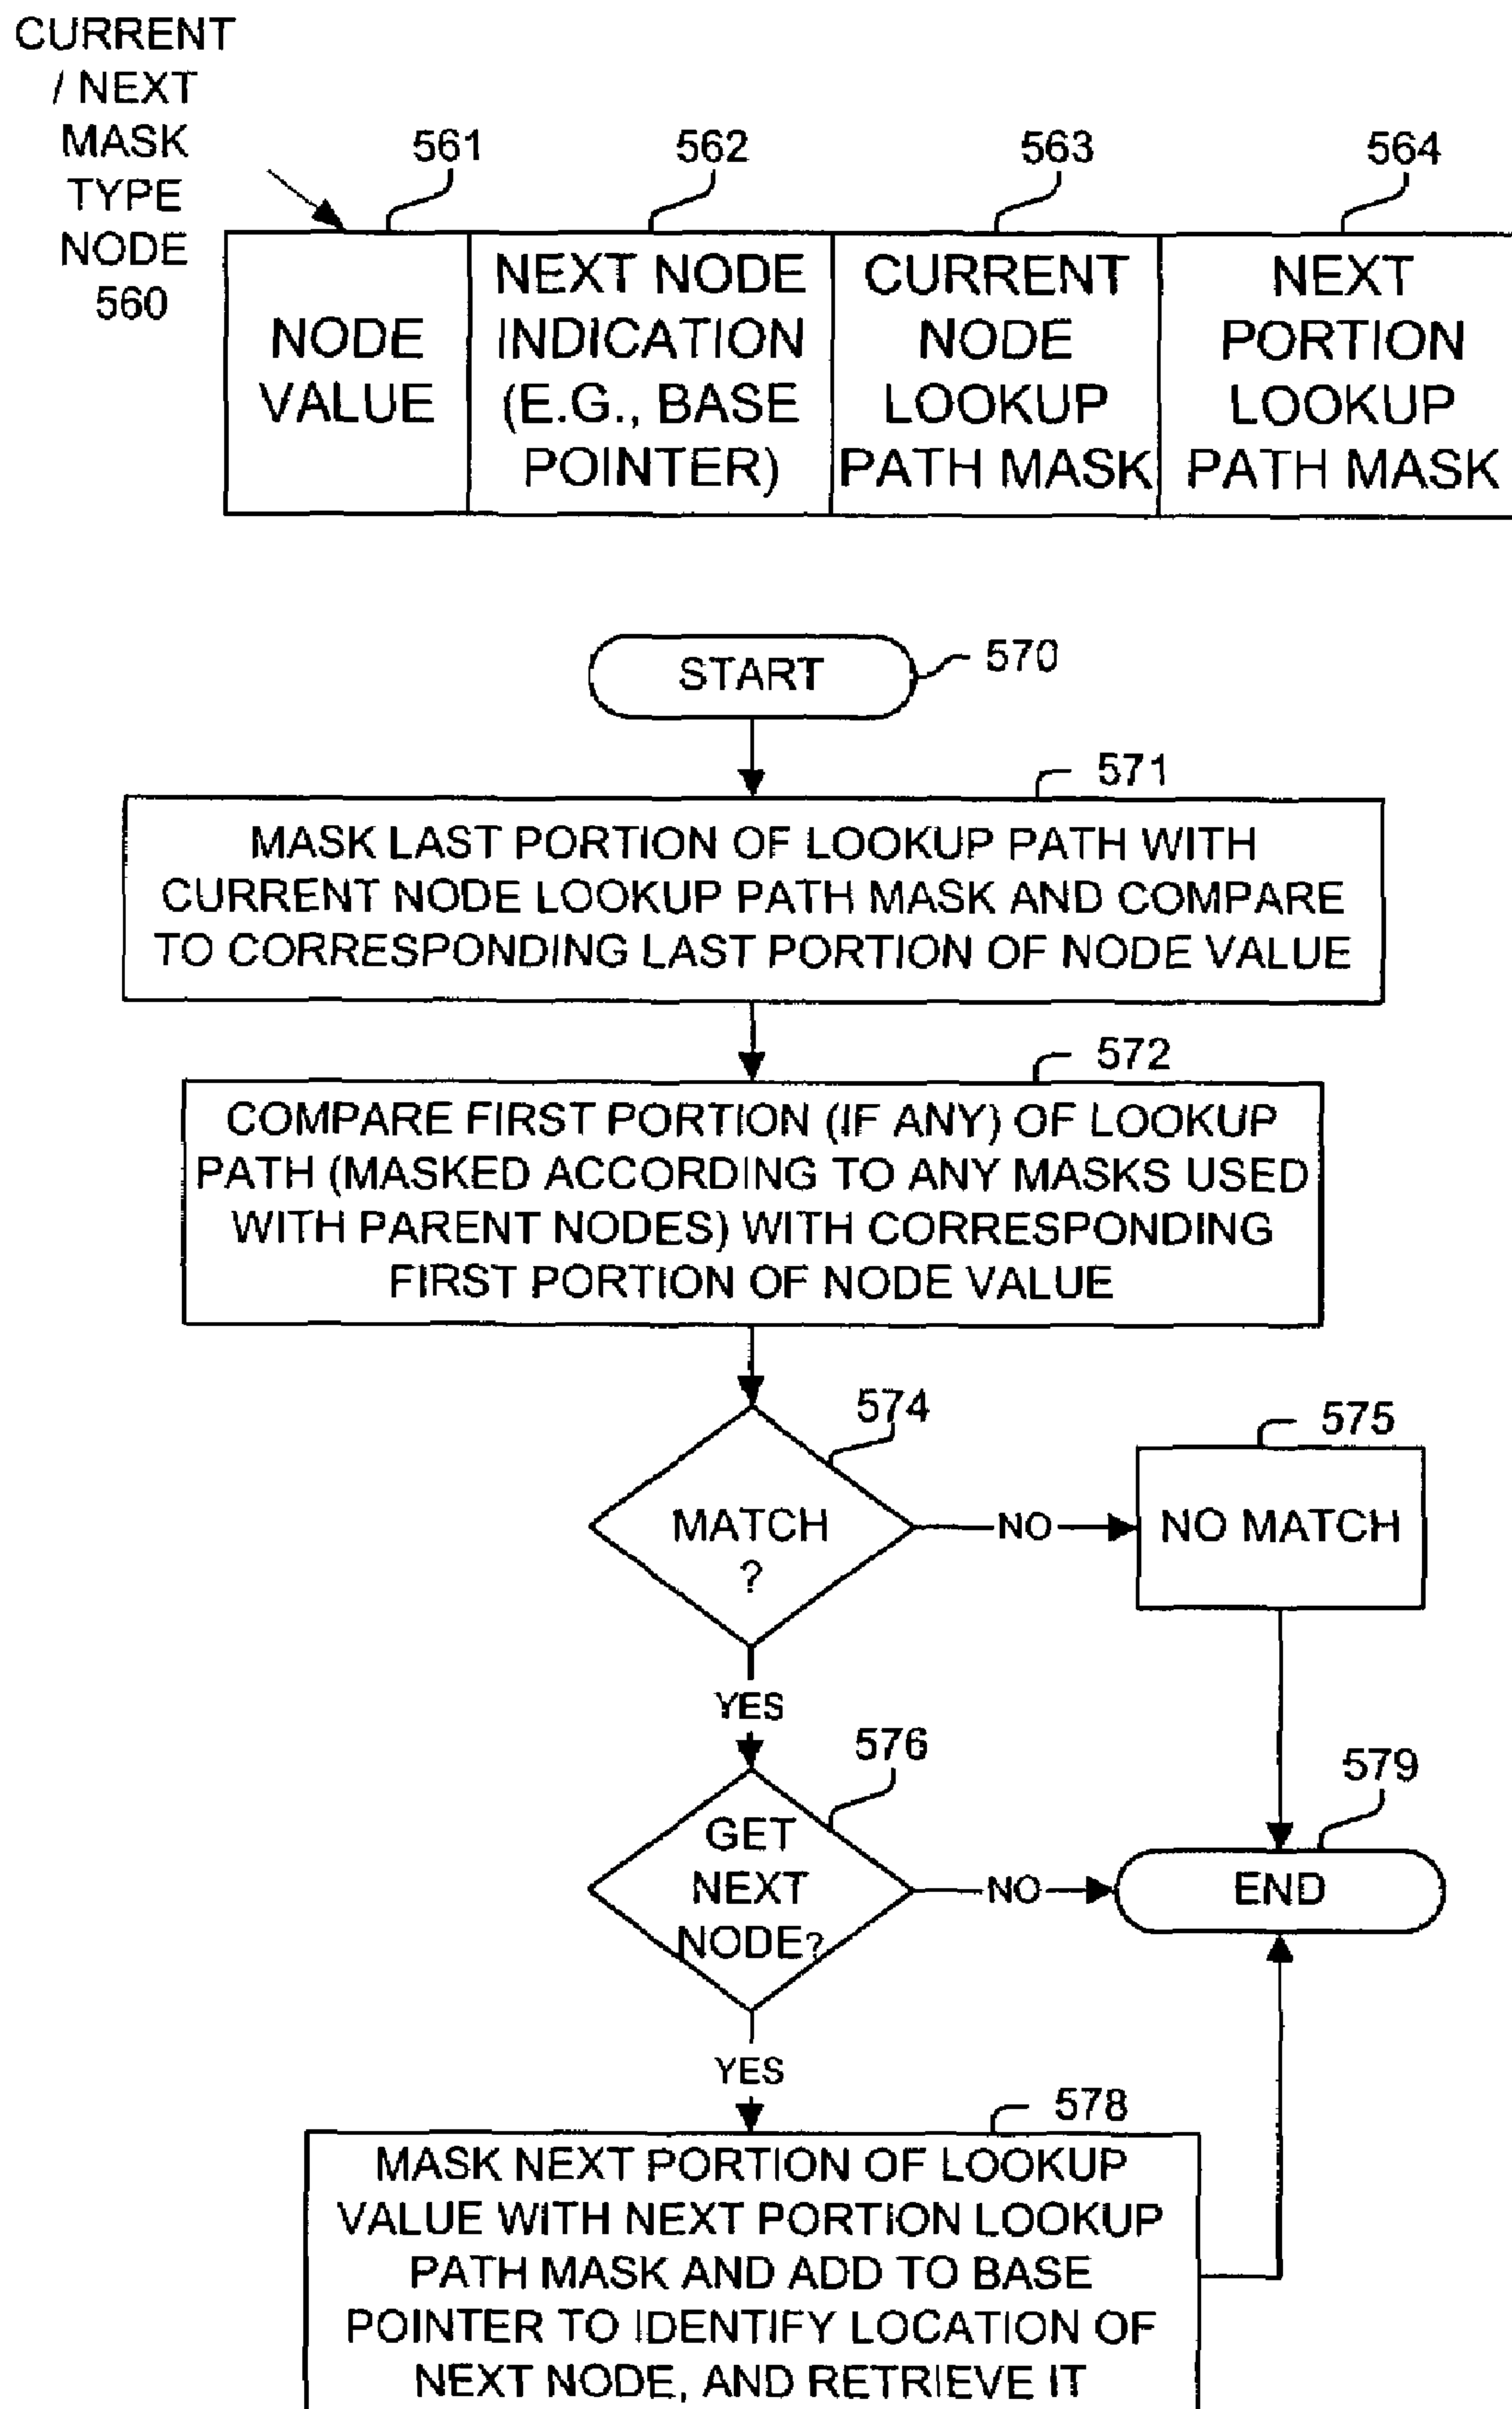 CURRENT
/ NEXT
MASK
TYPE
NODE
560
561
562
563
564
NODE
VALUE
NEXT NODE
INDICATION
(E.G., BASE
POINTER)
CURRENT
NODE
LOOKUP
PATH MASK
NEXT
PORTION
LOOKUP
PATH MASK
START
570
571
MASK LAST PORTION OF LOOKUP PATH WITH
CURRENT NODE LOOKUP PATH MASK AND COMPARE
TO CORRESPONDING LAST PORTION OF NODE VALUE
572
COMPARE FIRST PORTION (IF ANY) OF LOOKUP
PATH (MASKED ACCORDING TO ANY MASKS USED
WITH PARENT NODES) WITH CORRESPONDING
FIRST PORTION OF NODE VALUE
574
MATCH
?
NO
575
NO MATCH
YES
576
GET
NEXT
NODE?
NO
579
END
YES
578
MASK NEXT PORTION OF LOOKUP
VALUE WITH NEXT PORTION LOOKUP
PATH MASK AND ADD TO BASE
POINTER TO IDENTIFY LOCATION OF
NEXT NODE, AND RETRIEVE IT